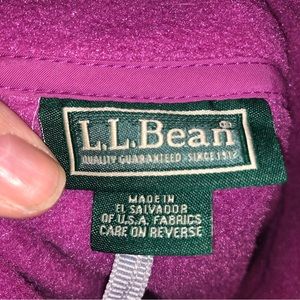 L.L.Bean®
QUALITY GUARANTEED · SINCE 1912
MADE IN
EL SALVADOR
OF U.S.A. FABRICS
CARE ON REVERSE